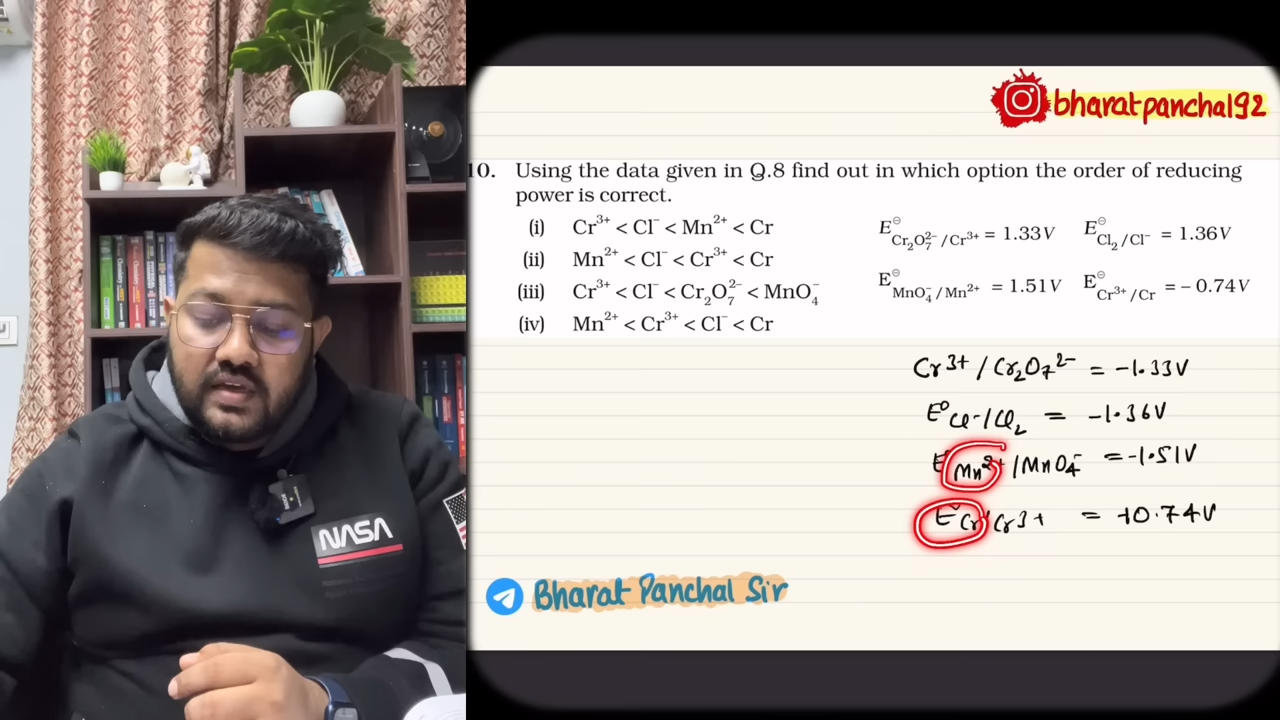 bharatpanchal92
10. Using the data given in Q.8 find out in which option the order of reducing
power is correct.
(i) Cr³⁺ < Cl⁻ < Mn²⁺ < Cr
(ii) Mn²⁺ < Cl⁻ < Cr³⁺ < Cr
(iii) Cr³⁺ < Cl⁻ < Cr₂O₇²⁻ < MnO₄⁻
(iv) Mn²⁺ < Cr³⁺ < Cl⁻ < Cr
E⊖ Cr₂O₇²⁻/Cr³⁺ = 1.33V E⊖ Cl₂/Cl⁻ = 1.36V
E⊖ MnO₄⁻/Mn²⁺ = 1.51V E⊖ Cr³⁺/Cr = – 0.74V
Cr³⁺/Cr₂O₇²⁻ = -1.33V
E° Cl⁻/Cl₂ = -1.36V
E Mn²⁺/MnO₄⁻ = -1.51V
E° Cr/Cr3+ = +0.74V
Bharat Panchal Sir
NASA